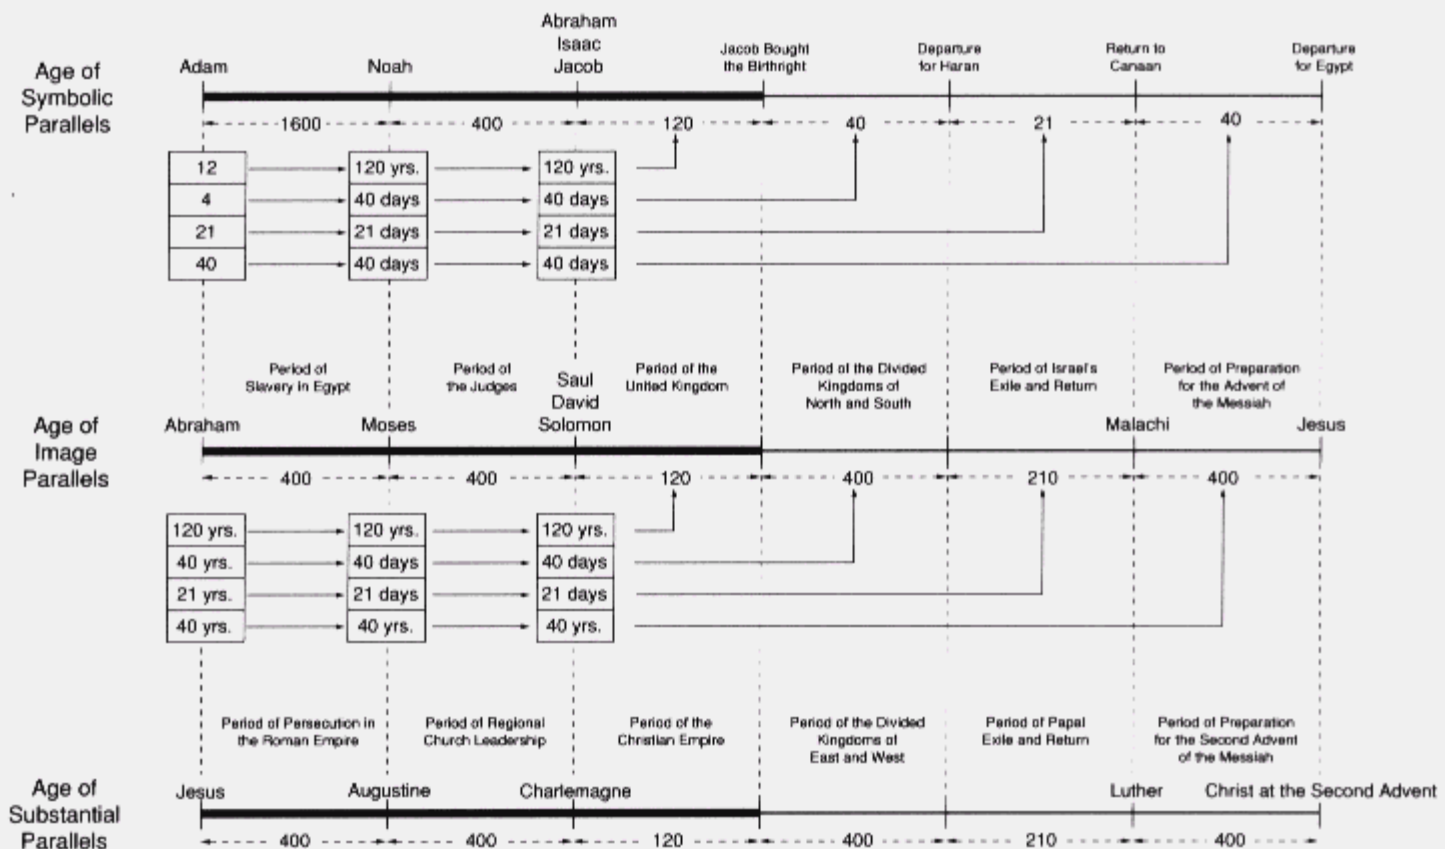 Age of
Symbolic
Parallels
Adam
Noah
Abraham
Isaac
Jacob
Jacob Bought
the Birthright
Departure
for Haran
Return to
Canaan
Departure
for Egypt
1600
400
120
40
21
40
12
120 yrs.
120 yrs.
4
40 days
40 days
21
21 days
21 days
40
40 days
40 days
Period of
Slavery in Egypt
Period of
the Judges
Period of the
United Kingdom
Period of the Divided
Kingdoms of
North and South
Period of Israel's
Exile and Return
Period of Preparation
for the Advent of
the Messiah
Age of
Image
Parallels
Abraham
Moses
Saul
David
Solomon
Malachi
Jesus
400
400
120
400
210
400
120 yrs.
120 yrs.
120 yrs.
40 yrs.
40 days
40 days
21 yrs.
21 days
21 days
40 yrs.
40 yrs.
40 yrs.
Period of Persecution in
the Roman Empire
Period of Regional
Church Leadership
Period of the
Christian Empire
Period of the Divided
Kingdoms of
East and West
Period of Papal
Exile and Return
Period of Preparation
for the Second Advent
of the Messiah
Age of
Substantial
Parallels
Jesus
Augustine
Charlemagne
Luther
Christ at the Second Advent
400
400
120
400
210
400